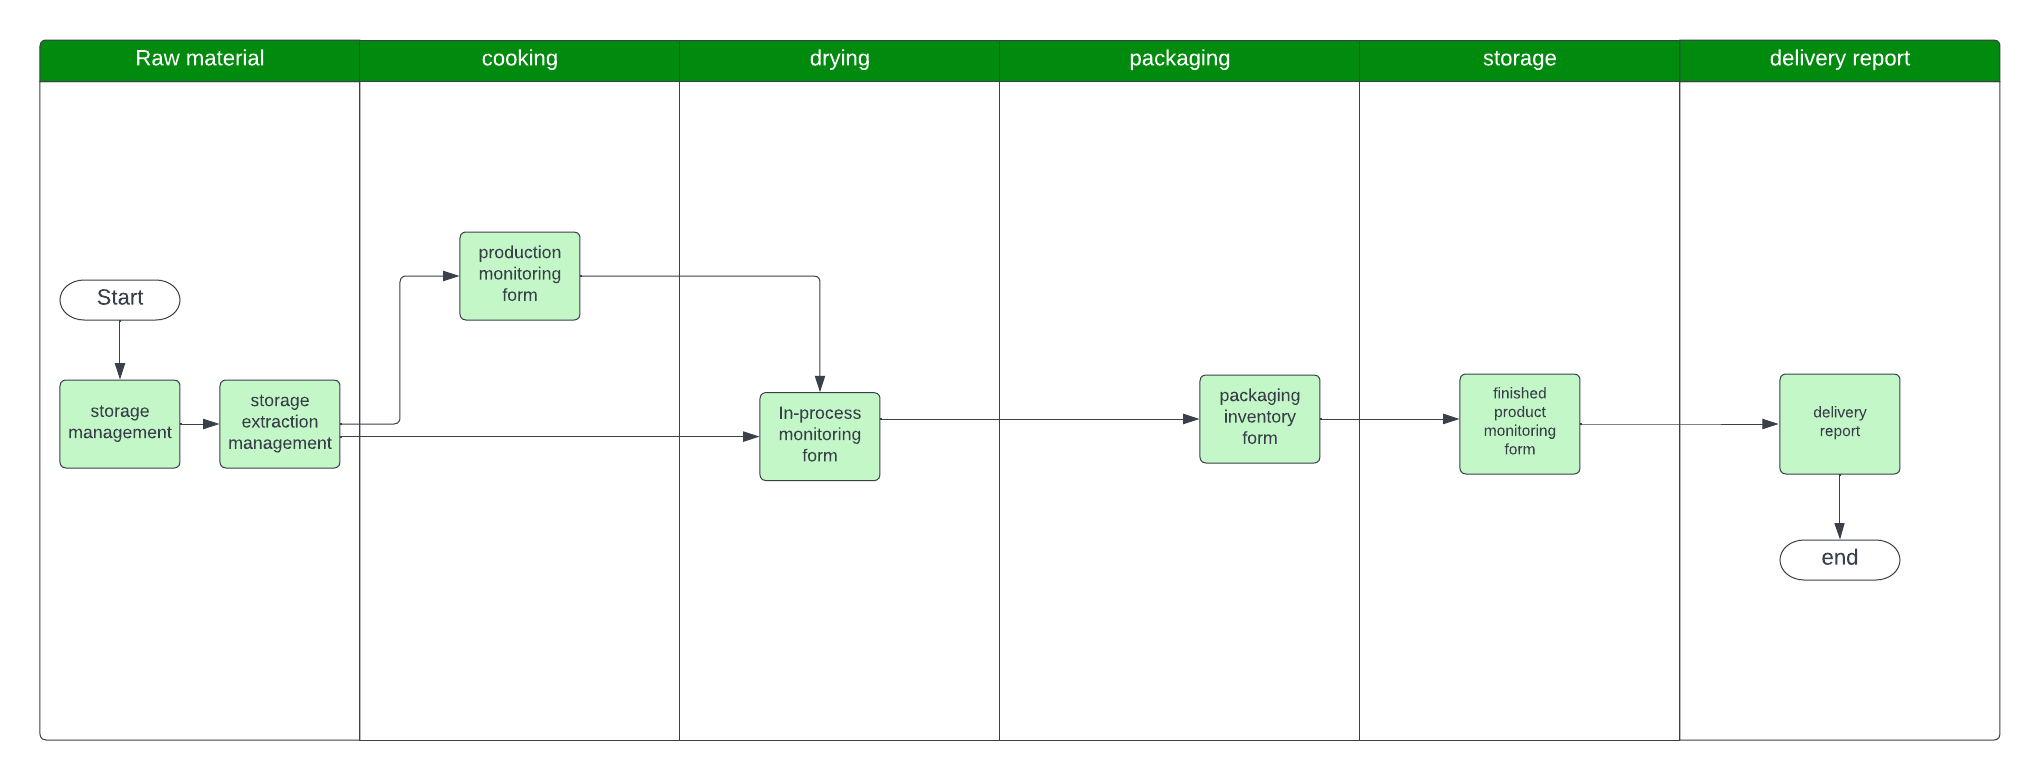 Raw material
cooking
drying
packaging
storage
delivery report
Start
storage
management
storage
extraction
management
production
monitoring
form
In-process
monitoring
form
packaging
inventory
form
finished
product
monitoring
form
delivery
report
end